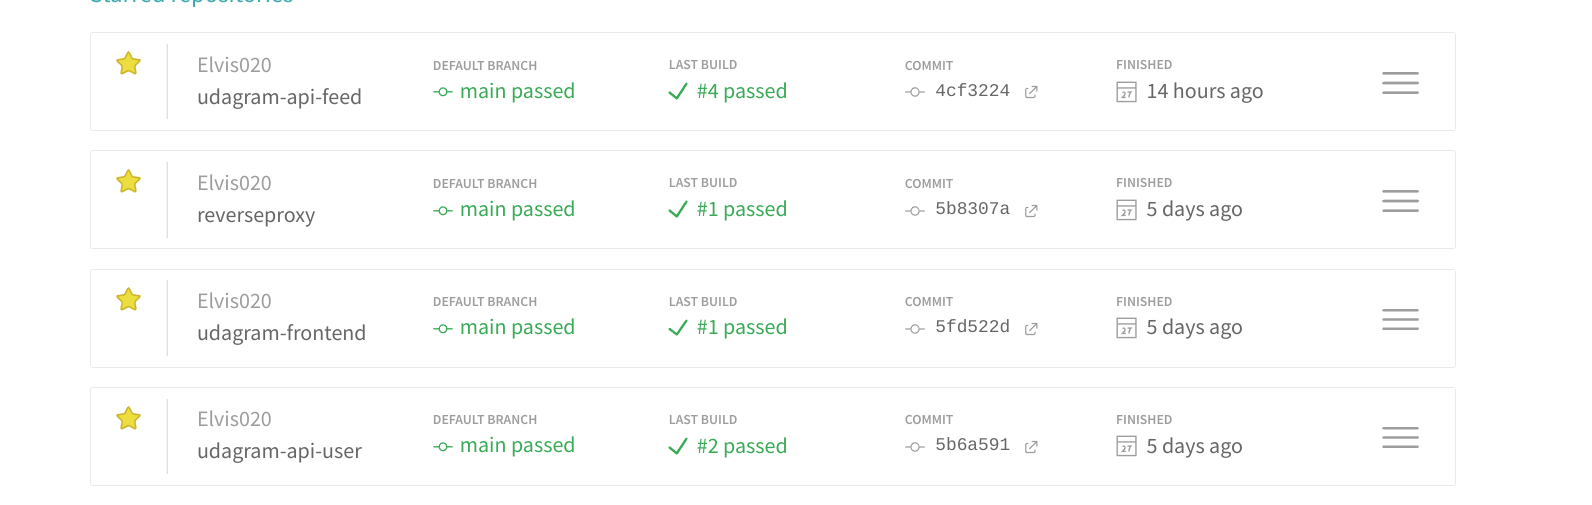 Starred repositories
Elvis020
udagram-api-feed
DEFAULT BRANCH
main passed
LAST BUILD
#4 passed
COMMIT
4cf3224
FINISHED
27
14 hours ago
Elvis020
reverseproxy
DEFAULT BRANCH
main passed
LAST BUILD
#1 passed
COMMIT
5b8307a
FINISHED
27
5 days ago
Elvis020
udagram-frontend
DEFAULT BRANCH
main passed
LAST BUILD
#1 passed
COMMIT
5fd522d
FINISHED
27
5 days ago
Elvis020
udagram-api-user
DEFAULT BRANCH
main passed
LAST BUILD
#2 passed
COMMIT
5b6a591
FINISHED
27
5 days ago